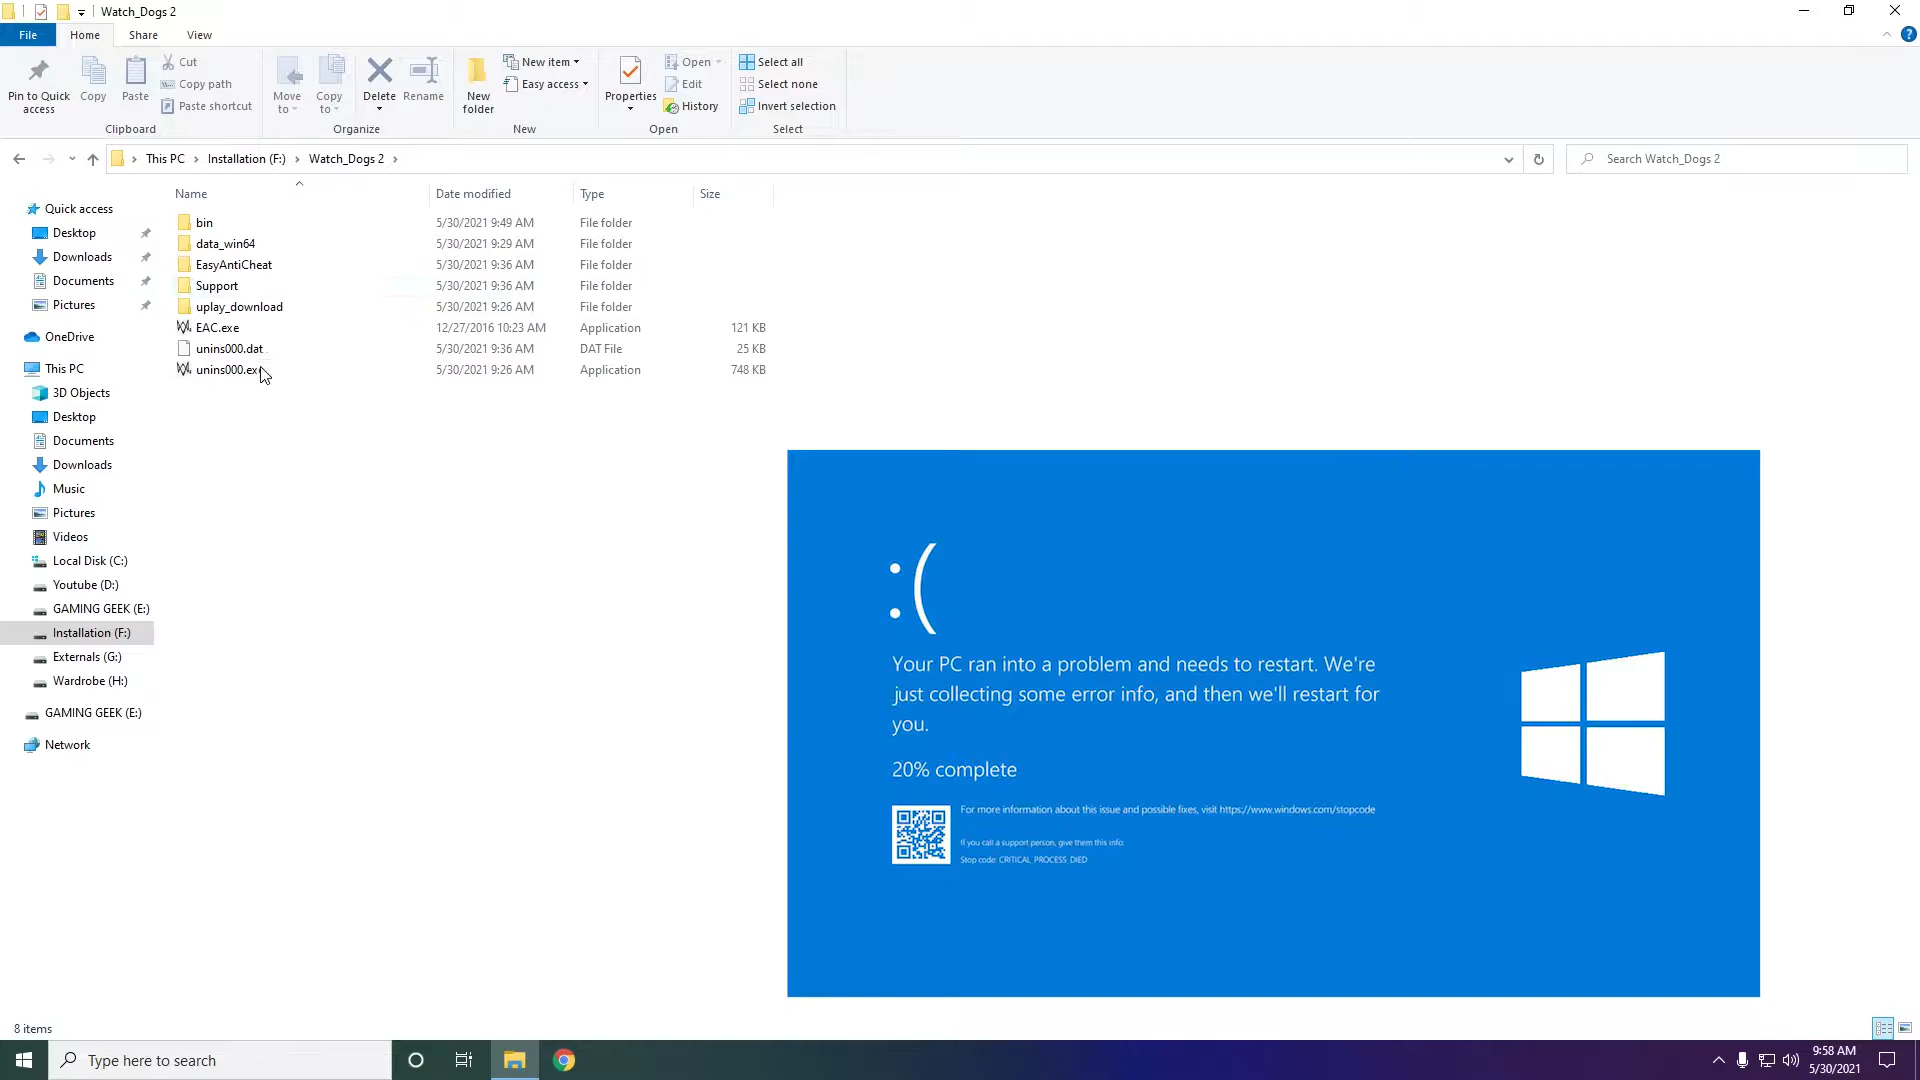 Watch_Dogs 2
File Home Share View
Pin to Quick access
Copy
Paste
Cut
Copy path
Paste shortcut
Clipboard
Move to
Copy to
Delete
Rename
Organize
New folder
New item
Easy access
New
Properties
Open
Edit
History
Open
Select all
Select none
Invert selection
Select
This PC > Installation (F:) > Watch_Dogs 2 >
Search Watch_Dogs 2
Name Date modified Type Size
bin 5/30/2021 9:49 AM File folder
data_win64 5/30/2021 9:29 AM File folder
EasyAntiCheat 5/30/2021 9:36 AM File folder
Support 5/30/2021 9:36 AM File folder
uplay_download 5/30/2021 9:26 AM File folder
EAC.exe 12/27/2016 10:23 AM Application 121 KB
unins000.dat 5/30/2021 9:36 AM DAT File 25 KB
unins000.exe 5/30/2021 9:26 AM Application 748 KB
Quick access
Desktop
Downloads
Documents
Pictures
OneDrive
This PC
3D Objects
Desktop
Documents
Downloads
Music
Pictures
Videos
Local Disk (C:)
Youtube (D:)
GAMING GEEK (E:)
Installation (F:)
Externals (G:)
Wardrobe (H:)
GAMING GEEK (E:)
Network
:(
Your PC ran into a problem and needs to restart. We're
just collecting some error info, and then we'll restart for
you.
20% complete
For more information about this issue and possible fixes, visit https://www.windows.com/stopcode
If you call a support person, give them this info:
Stop code: CRITICAL_PROCESS_DIED
8 items
Type here to search
9:58 AM
5/30/2021